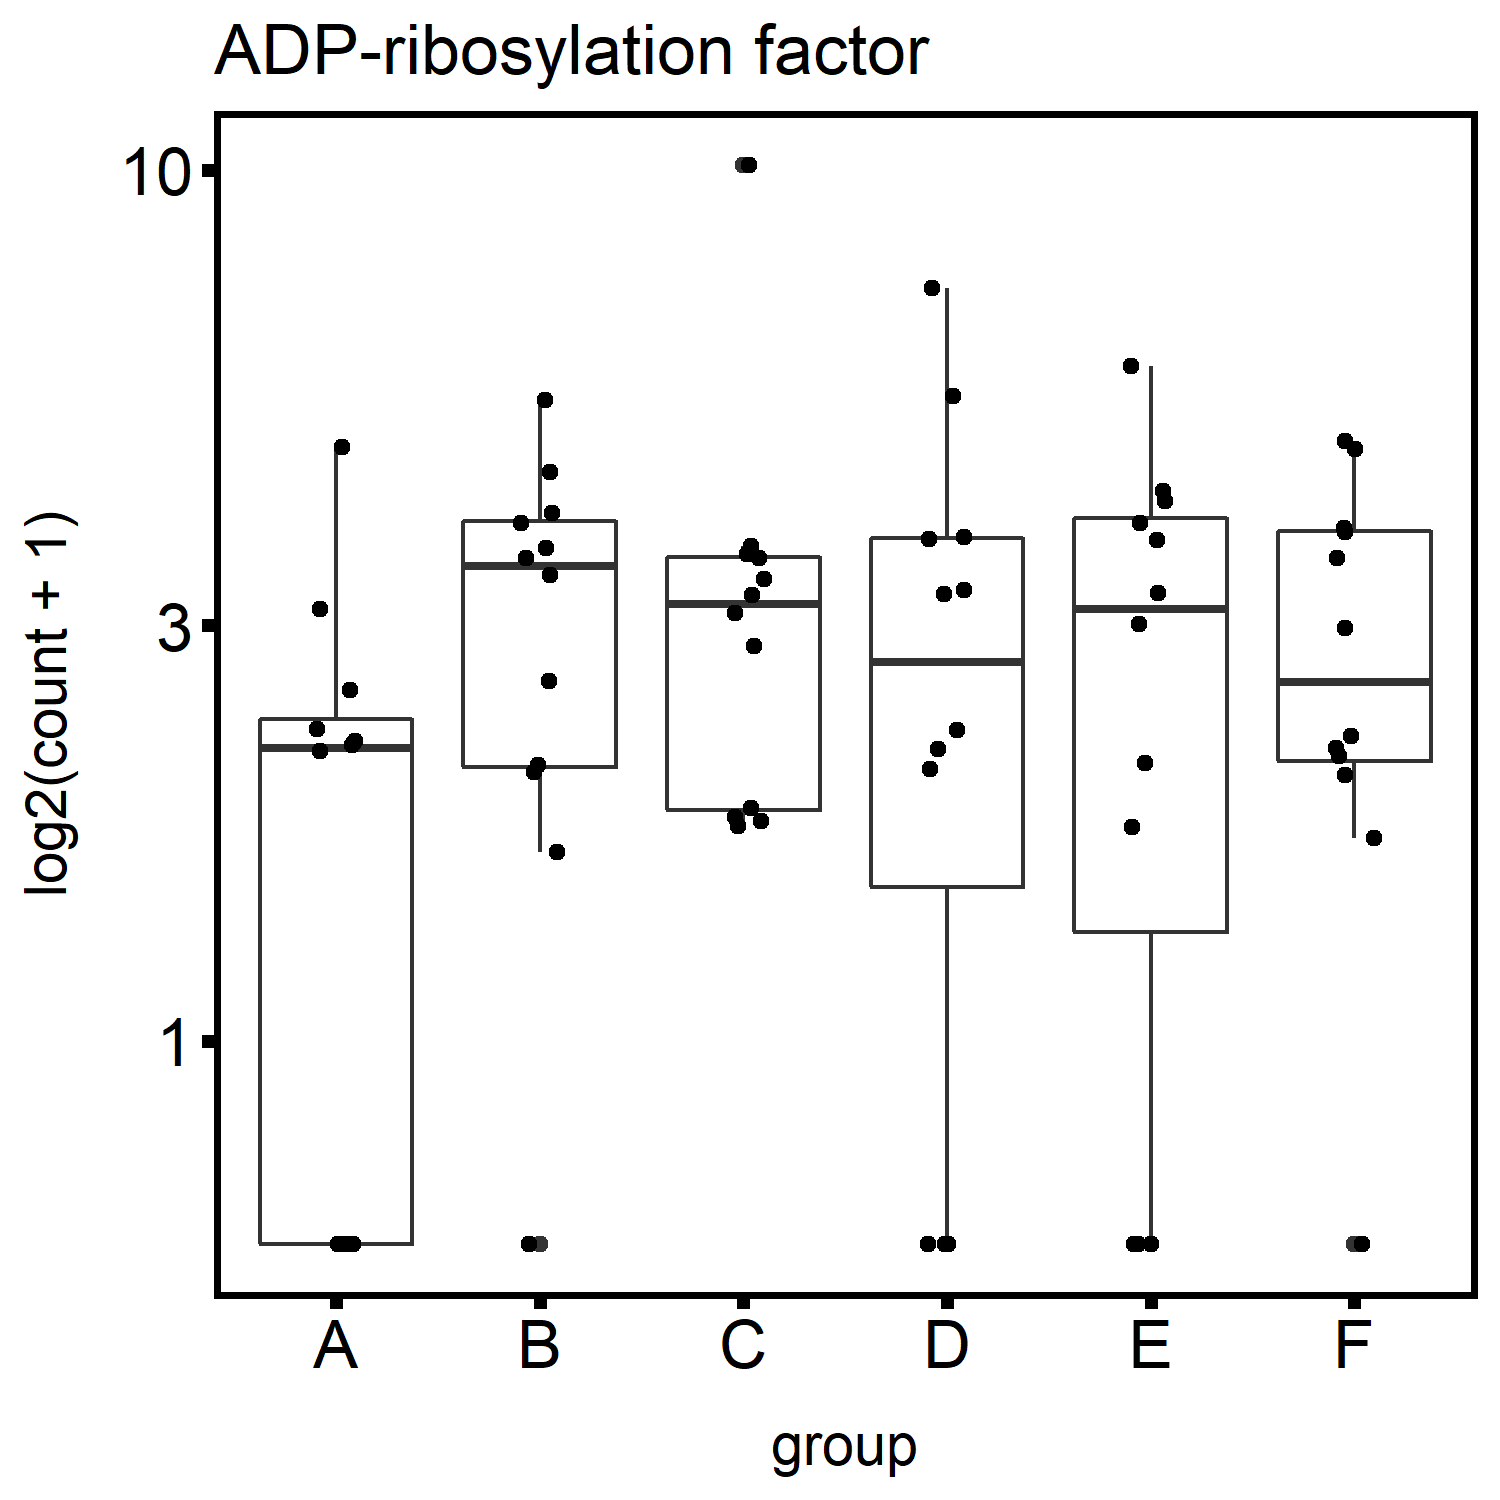 ADP-ribosylation factor
10
3
1
log2(count + 1)
A B C D E F
group